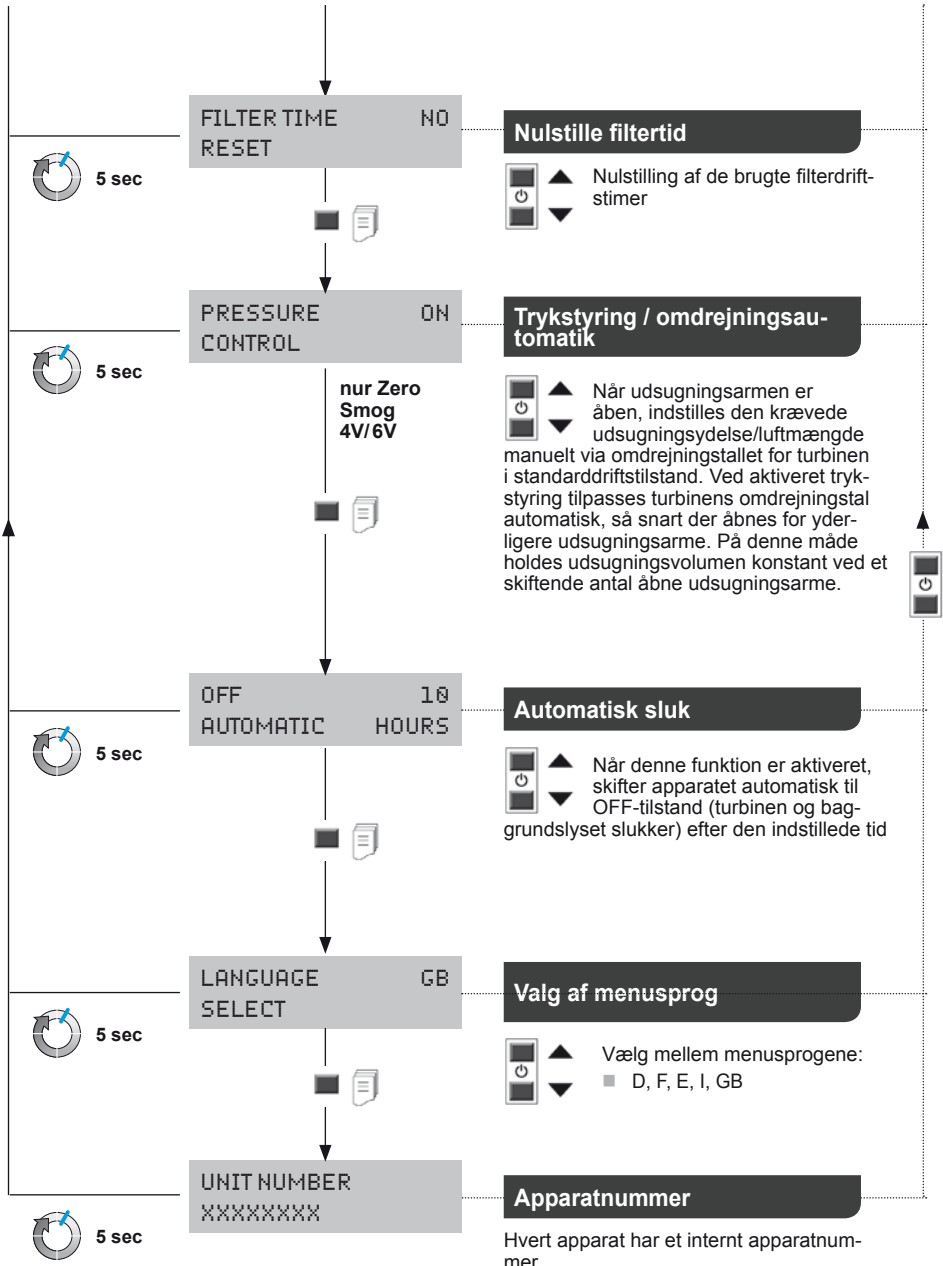 FILTER TIME NO
RESET
Nulstille filtertid
5 sec
Nulstilling af de brugte filterdrift-
stimer
PRESSURE ON
CONTROL
Trykstyring / omdrejningsau-
tomatik
5 sec
nur Zero
Smog
4V/ 6V
Når udsugningsarmen er
åben, indstilles den krævede
udsugningsydelse/luftmængde
manuelt via omdrejningstallet for turbinen
i standarddriftstilstand. Ved aktiveret tryk-
styring tilpasses turbinens omdrejningstal
automatisk, så snart der åbnes for yder-
ligere udsugningsarme. På denne måde
holdes udsugningsvolumen konstant ved et
skiftende antal åbne udsugningsarme.
OFF 10
AUTOMATIC HOURS
Automatisk sluk
5 sec
Når denne funktion er aktiveret,
skifter apparatet automatisk til
OFF-tilstand (turbinen og bag-
grundslyset slukker) efter den indstillede tid
LANGUAGE GB
SELECT
Valg af menusprog
5 sec
Vælg mellem menusprogene:
D, F, E, I, GB
UNIT NUMBER
XXXXXXXX
Apparatnummer
5 sec
Hvert apparat har et internt apparatnum-
mer